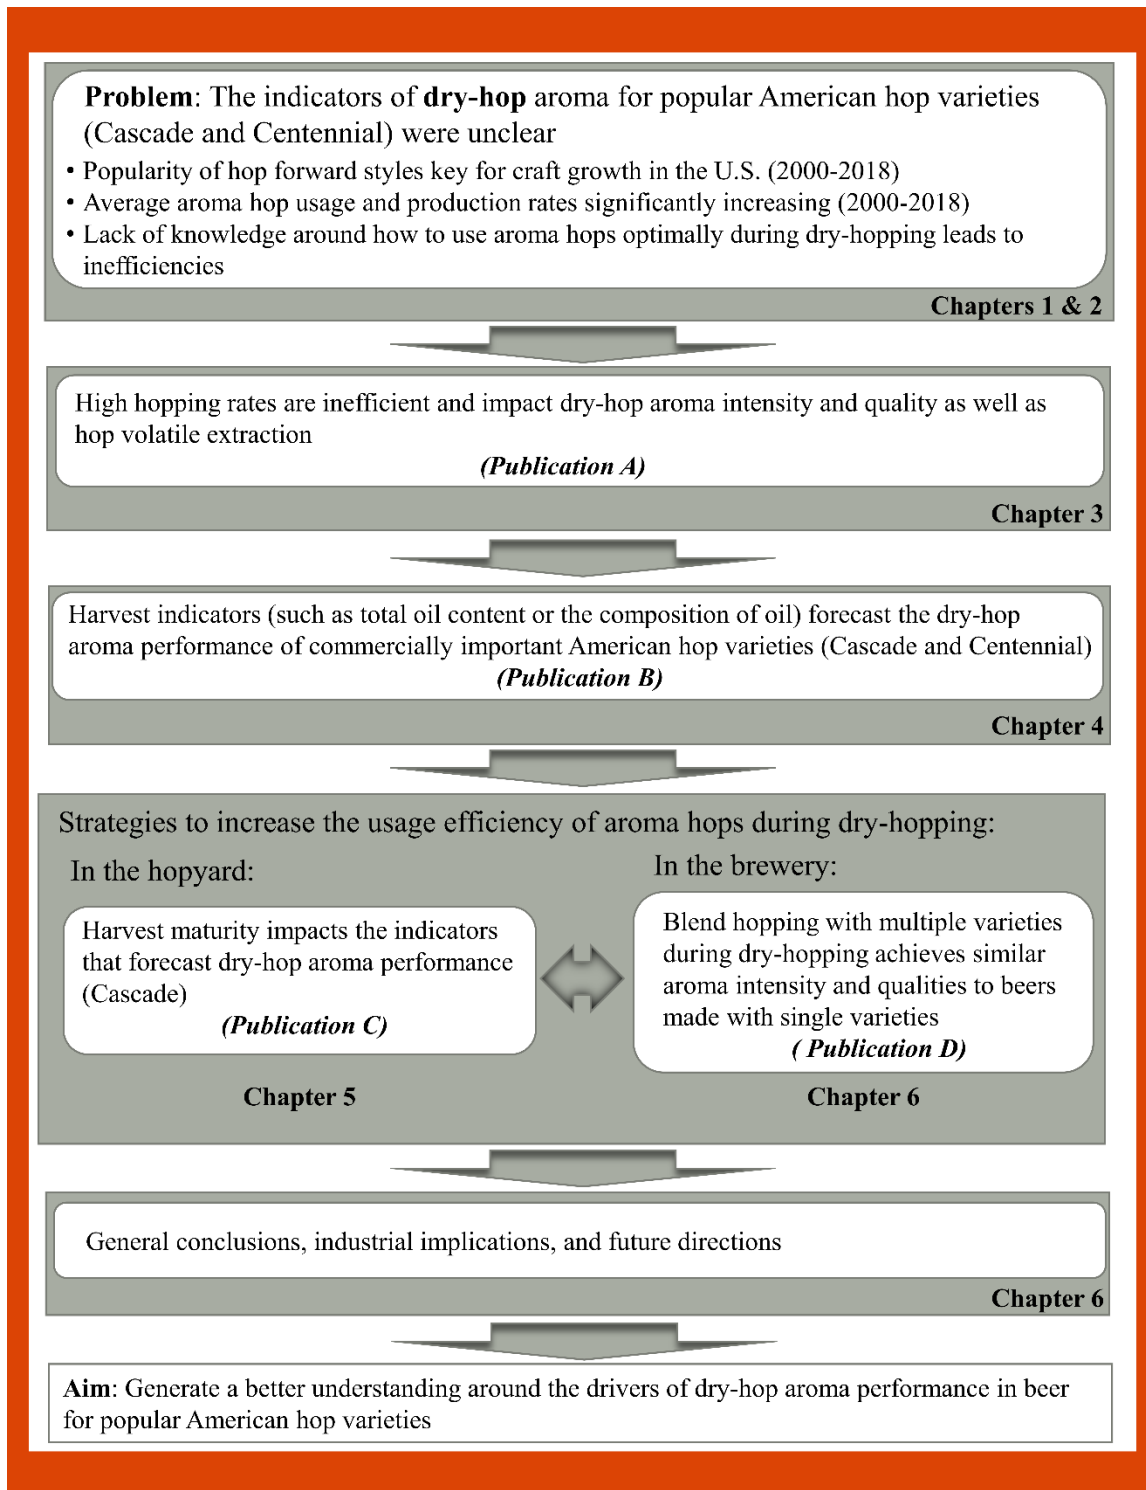 Problem: The indicators of dry-hop aroma for popular American hop varieties
(Cascade and Centennial) were unclear
• Popularity of hop forward styles key for craft growth in the U.S. (2000-2018)
• Average aroma hop usage and production rates significantly increasing (2000-2018)
• Lack of knowledge around how to use aroma hops optimally during dry-hopping leads to
inefficiencies
Chapters 1 & 2
High hopping rates are inefficient and impact dry-hop aroma intensity and quality as well as
hop volatile extraction
(Publication A)
Chapter 3
Harvest indicators (such as total oil content or the composition of oil) forecast the dry-hop
aroma performance of commercially important American hop varieties (Cascade and Centennial)
(Publication B)
Chapter 4
Strategies to increase the usage efficiency of aroma hops during dry-hopping:
In the hopyard:
Harvest maturity impacts the indicators
that forecast dry-hop aroma performance
(Cascade)
(Publication C)
Chapter 5
In the brewery:
Blend hopping with multiple varieties
during dry-hopping achieves similar
aroma intensity and qualities to beers
made with single varieties
( Publication D)
Chapter 6
General conclusions, industrial implications, and future directions
Chapter 6
Aim: Generate a better understanding around the drivers of dry-hop aroma performance in beer
for popular American hop varieties